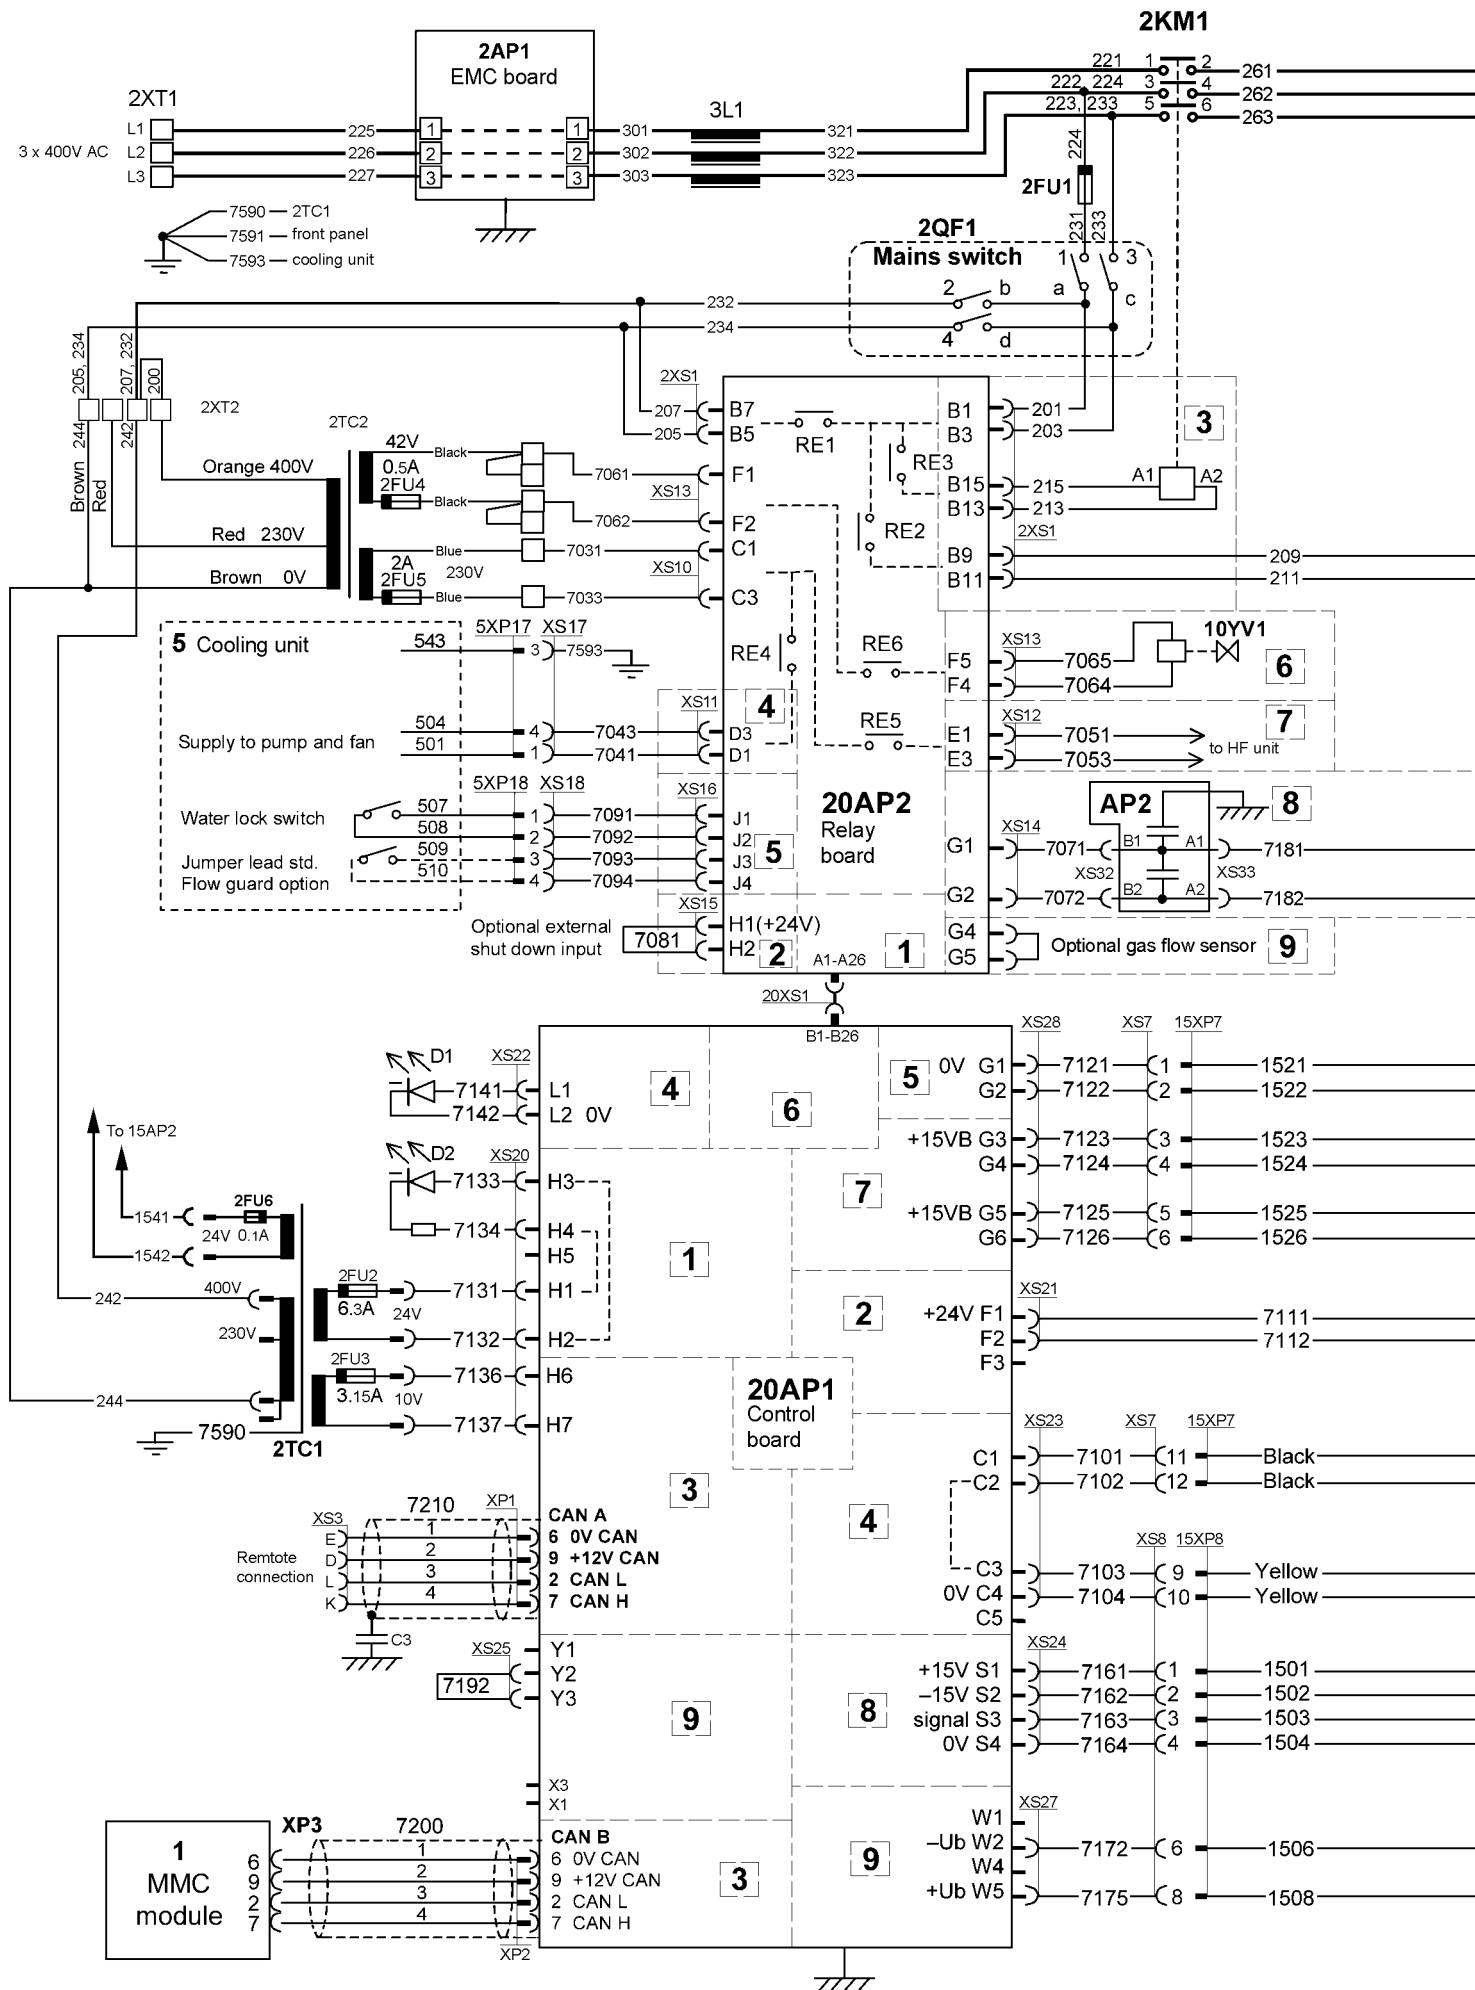 2KM1
2AP1
EMC board
221 1 2 261
222, 224 3 4 262
223, 233 5 6 263
2XT1
3L1
L1 225 1 1 301 321
3 x 400V AC L2 226 2 2 302 322
L3 227 3 3 303 323
224
2FU1
7590 2TC1
7591 front panel
7593 cooling unit
231 233
2QF1
Mains switch
1 3
2 b a c
232
4 d
234
205, 234 207, 232 200
2XT2
244 242
2XS1
207 B7
205 B5
RE1
B1 201
B3 203
3
2TC2
42V Black
0.5A
2FU4 Black
Orange 400V
Brown Red
7061 F1
XS13
7062 F2
RE3
B15 215 A1 A2
B13 213
RE2
2XS1
Red 230V
Blue 7031 C1
2A
2FU5 230V
XS10
Brown 0V
Blue 7033 C3
B9 209
B11 211
5 Cooling unit
543
5XP17 XS17
3 7593
RE4
RE6
XS13
F5 7065
F4 7064
10YV1
6
504 4 7043 XS11 D3
Supply to pump and fan
501 1 7041 D1
4
RE5
XS12
E1 7051
E3 7053
to HF unit
7
5XP18 XS18
XS16
Water lock switch
507 1 7091 J1
508 2 7092 J2
509 3 7093 J3
510 4 7094 J4
Jumper lead std.
Flow guard option
5
20AP2
Relay
board
AP2
8
XS14
G1 7071 B1 A1 7181
XS32 XS33
G2 7072 B2 A2 7182
XS15
Optional external
shut down input
7081
H1(+24V)
H2
2
1
A1-A26
G4
G5
Optional gas flow sensor
9
20XS1
B1-B26
XS28 XS7 15XP7
D1
XS22
7141 L1
7142 L2 0V
4
6
5
0V G1 7121 1 1521
G2 7122 2 1522
+15VB G3 7123 3 1523
G4 7124 4 1524
+15VB G5 7125 5 1525
G6 7126 6 1526
7
To 15AP2
D2
XS20
7133 H3
7134 H4
H5
1
2FU6
1541
24V 0.1A
1542
2FU2
6.3A
7131 H1
24V
7132 H2
242 400V
230V
2
XS21
+24V F1 7111
F2 7112
F3
2FU3
3.15A
7136 H6
10V
7137 H7
244
7590
2TC1
20AP1
Control
board
XS23 XS7 15XP7
C1 7101 11 Black
C2 7102 12 Black
3
4
7210
XP1
CAN A
XS3
E 1 6 0V CAN
D 2 9 +12V CAN
L 3 2 CAN L
K 4 7 CAN H
Remtote
connection
C3
XS8 15XP8
C3 7103 9 Yellow
0V C4 7104 10 Yellow
C5
XS25
Y1
Y2
7192
Y3
9
X3
X1
XS24
+15V S1 7161 1 1501
–15V S2 7162 2 1502
signal S3 7163 3 1503
0V S4 7164 4 1504
8
XS27
W1
–Ub W2 7172 6 1506
W4
+Ub W5 7175 8 1508
9
XP3
7200
CAN B
1
MMC
module
6 1 6 0V CAN
9 2 9 +12V CAN
2 3 2 CAN L
7 4 7 CAN H
XP2
3